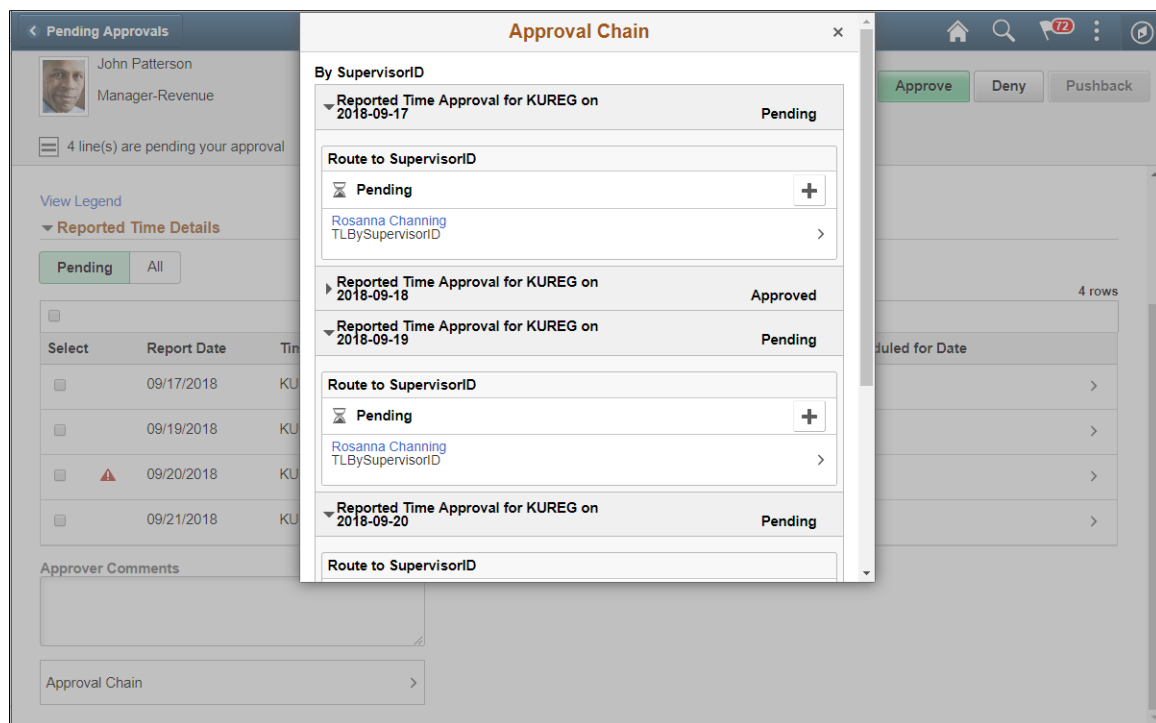 Pending Approvals
72
John Patterson
Manager-Revenue
Approve
Deny
Pushback
4 line(s) are pending your approval
View Legend
Reported Time Details
Pending
All
4 rows
Select
Report Date
Tin
duled for Date
09/17/2018
KU
09/19/2018
KU
09/20/2018
KU
09/21/2018
KU
Approver Comments
Approval Chain
Approval Chain
×
By SupervisorID
Reported Time Approval for KUREG on
2018-09-17
Pending
Route to SupervisorID
Pending
Rosanna Channing
TLBySupervisorID
Reported Time Approval for KUREG on
2018-09-18
Approved
Reported Time Approval for KUREG on
2018-09-19
Pending
Route to SupervisorID
Pending
Rosanna Channing
TLBySupervisorID
Reported Time Approval for KUREG on
2018-09-20
Pending
Route to SupervisorID